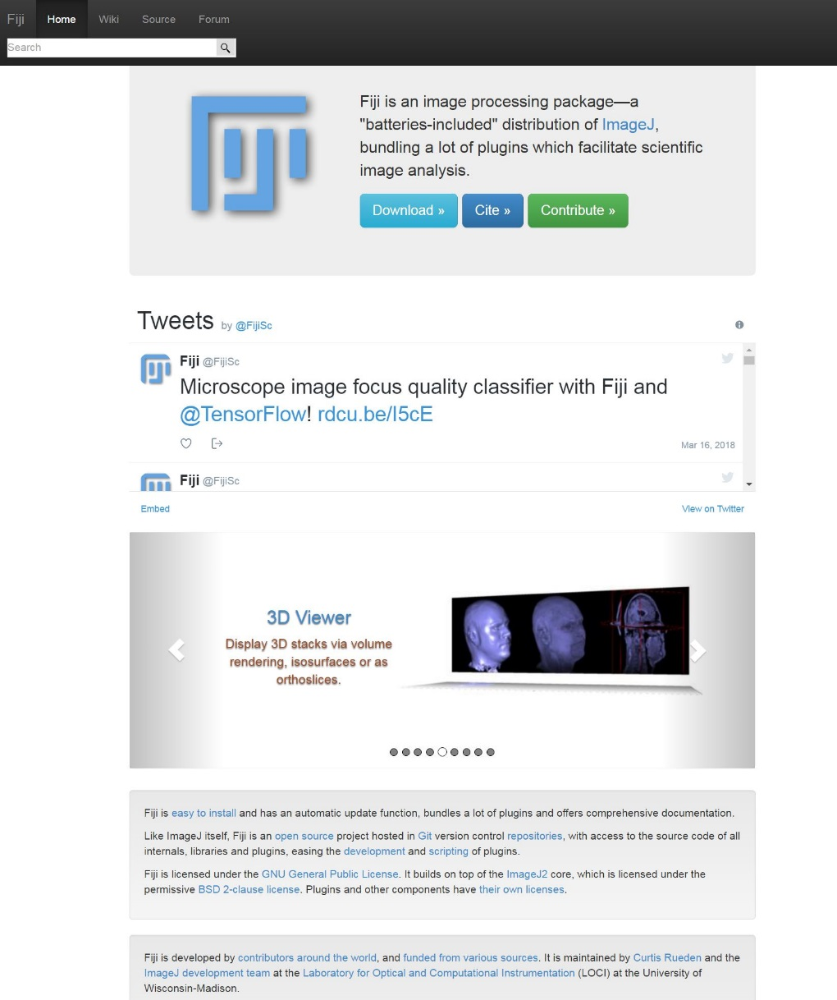 Fiji
Home
Wiki
Source
Forum
Search
Fiji is an image processing package—a
"batteries-included" distribution of ImageJ,
bundling a lot of plugins which facilitate scientific
image analysis.
Download »
Cite »
Contribute »
Tweets by @FijiSc
Fiji @FijiSc
Microscope image focus quality classifier with Fiji and
@TensorFlow! rdcu.be/I5cE
Mar 16, 2018
Fiji @FijiSc
Embed
View on Twitter
3D Viewer
Display 3D stacks via volume
rendering, isosurfaces or as
orthoslices.
Fiji is easy to install and has an automatic update function, bundles a lot of plugins and offers comprehensive documentation.
Like ImageJ itself, Fiji is an open source project hosted in Git version control repositories, with access to the source code of all
internals, libraries and plugins, easing the development and scripting of plugins.
Fiji is licensed under the GNU General Public License. It builds on top of the ImageJ2 core, which is licensed under the
permissive BSD 2-clause license. Plugins and other components have their own licenses.
Fiji is developed by contributors around the world, and funded from various sources. It is maintained by Curtis Rueden and the
ImageJ development team at the Laboratory for Optical and Computational Instrumentation (LOCI) at the University of
Wisconsin-Madison.